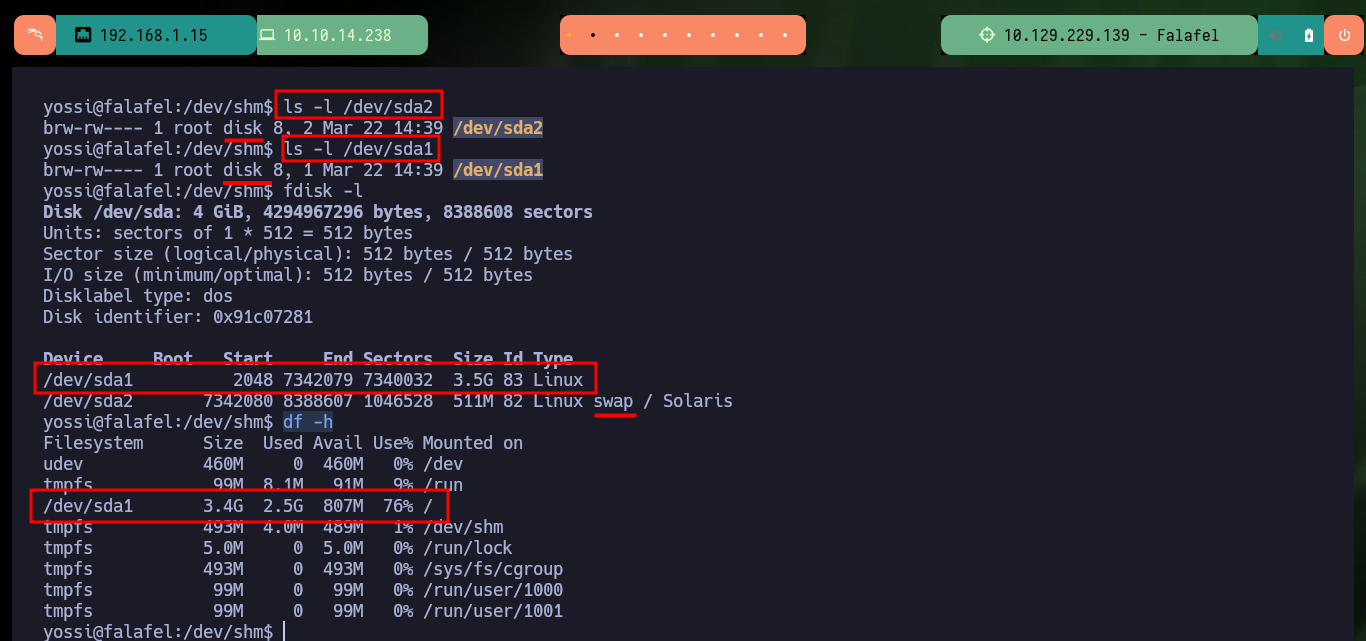 192.168.1.15 10.10.14.238 10.129.229.139 - Falafel
yossi@falafel:/dev/shm$ ls -l /dev/sda2
brw-rw---- 1 root disk 8, 2 Mar 22 14:39 /dev/sda2
yossi@falafel:/dev/shm$ ls -l /dev/sda1
brw-rw---- 1 root disk 8, 1 Mar 22 14:39 /dev/sda1
yossi@falafel:/dev/shm$ fdisk -l
Disk /dev/sda: 4 GiB, 4294967296 bytes, 8388608 sectors
Units: sectors of 1 * 512 = 512 bytes
Sector size (logical/physical): 512 bytes / 512 bytes
I/O size (minimum/optimal): 512 bytes / 512 bytes
Disklabel type: dos
Disk identifier: 0x91c07281
Device     Boot   Start     End Sectors  Size Id Type
/dev/sda1          2048 7342079 7340032  3.5G 83 Linux
/dev/sda2       7342080 8388607 1046528  511M 82 Linux swap / Solaris
yossi@falafel:/dev/shm$ df -h
Filesystem      Size  Used Avail Use% Mounted on
udev            460M     0  460M   0% /dev
tmpfs            99M  8.1M   91M   9% /run
/dev/sda1       3.4G  2.5G  807M  76% /
tmpfs           493M  4.0M  489M   1% /dev/shm
tmpfs           5.0M     0  5.0M   0% /run/lock
tmpfs           493M     0  493M   0% /sys/fs/cgroup
tmpfs            99M     0   99M   0% /run/user/1000
tmpfs            99M     0   99M   0% /run/user/1001
yossi@falafel:/dev/shm$